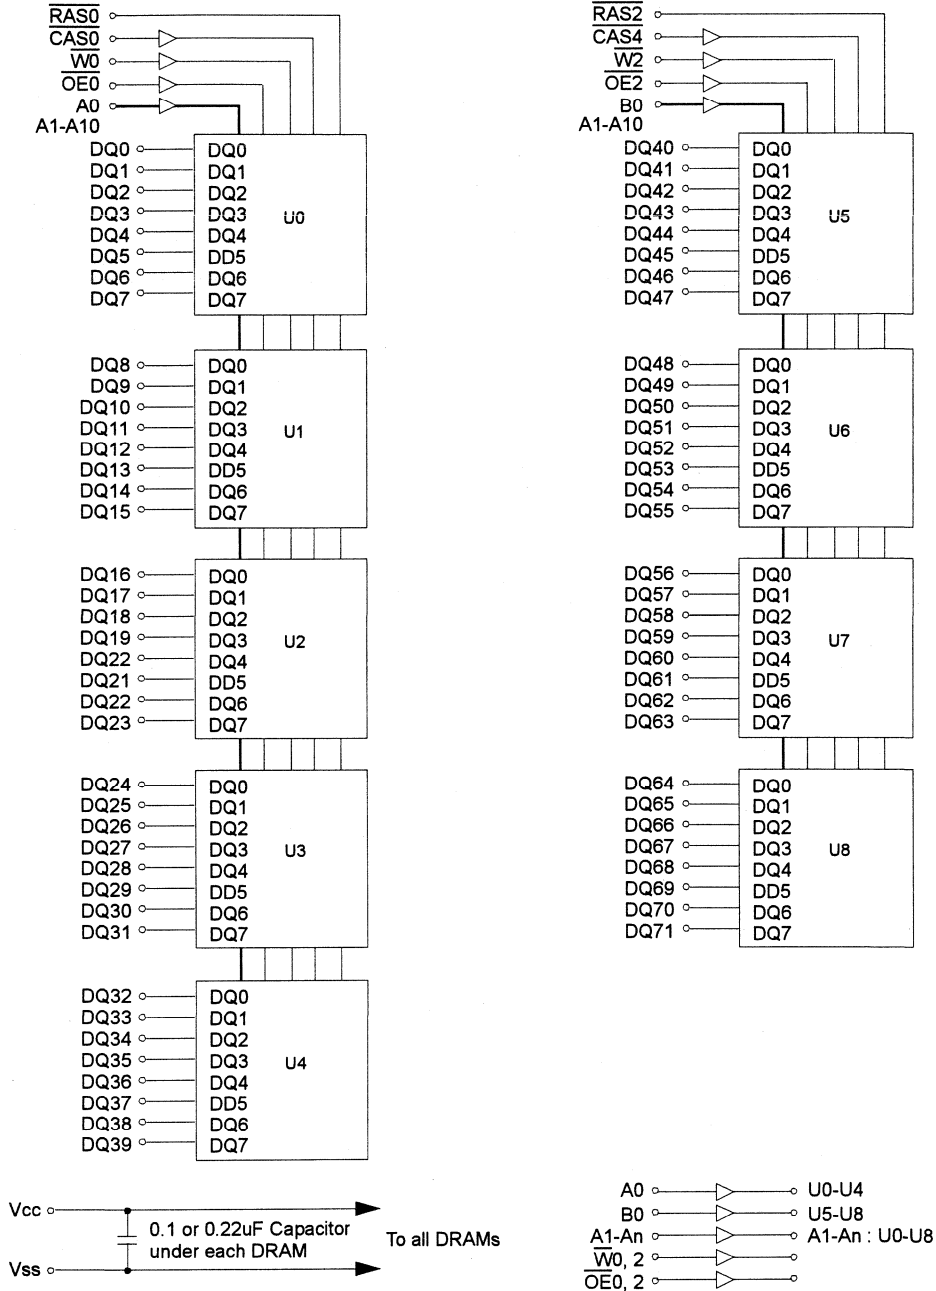 RAS0
CAS0
W0
OE0
A0
A1-A10
DQ0 DQ0
DQ1 DQ1
DQ2 DQ2
DQ3 DQ3
DQ4 DQ4
DQ5 DD5
DQ6 DQ6
DQ7 DQ7
U0
DQ8 DQ0
DQ9 DQ1
DQ10 DQ2
DQ11 DQ3
DQ12 DQ4
DQ13 DD5
DQ14 DQ6
DQ15 DQ7
U1
DQ16 DQ0
DQ17 DQ1
DQ18 DQ2
DQ19 DQ3
DQ22 DQ4
DQ21 DD5
DQ22 DQ6
DQ23 DQ7
U2
DQ24 DQ0
DQ25 DQ1
DQ26 DQ2
DQ27 DQ3
DQ28 DQ4
DQ29 DD5
DQ30 DQ6
DQ31 DQ7
U3
DQ32 DQ0
DQ33 DQ1
DQ34 DQ2
DQ35 DQ3
DQ36 DQ4
DQ37 DD5
DQ38 DQ6
DQ39 DQ7
U4
RAS2
CAS4
W2
OE2
B0
A1-A10
DQ40 DQ0
DQ41 DQ1
DQ42 DQ2
DQ43 DQ3
DQ44 DQ4
DQ45 DD5
DQ46 DQ6
DQ47 DQ7
U5
DQ48 DQ0
DQ49 DQ1
DQ50 DQ2
DQ51 DQ3
DQ52 DQ4
DQ53 DD5
DQ54 DQ6
DQ55 DQ7
U6
DQ56 DQ0
DQ57 DQ1
DQ58 DQ2
DQ59 DQ3
DQ60 DQ4
DQ61 DD5
DQ62 DQ6
DQ63 DQ7
U7
DQ64 DQ0
DQ65 DQ1
DQ66 DQ2
DQ67 DQ3
DQ68 DQ4
DQ69 DD5
DQ70 DQ6
DQ71 DQ7
U8
Vcc
0.1 or 0.22uF Capacitor
under each DRAM
Vss
To all DRAMs
A0 U0-U4
B0 U5-U8
A1-An A1-An : U0-U8
W0, 2
OE0, 2